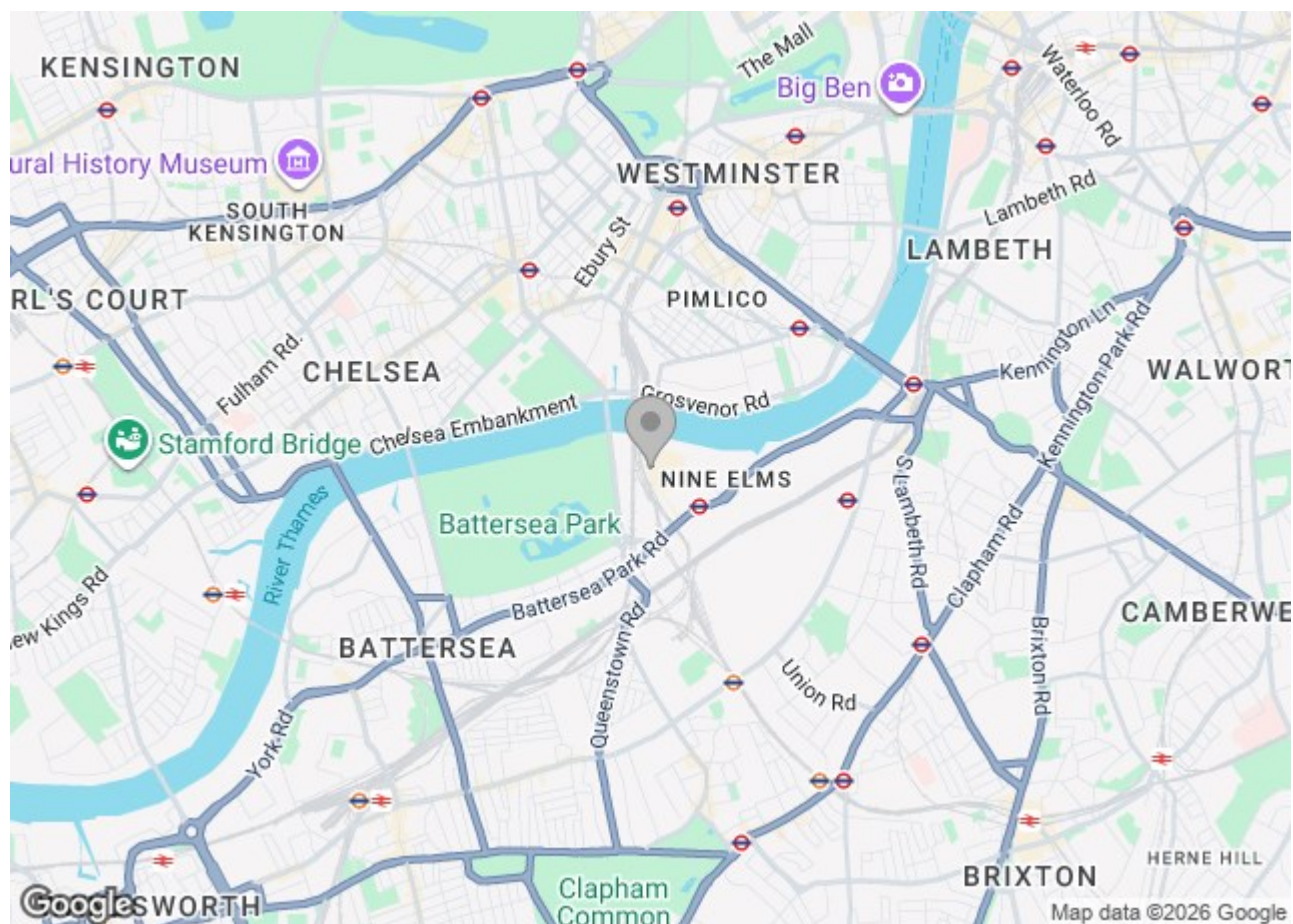 KENSINGTON
The Mall
Big Ben
Waterloo Rd
ural History Museum
WESTMINSTER
Lambeth Rd
SOUTH
KENSINGTON
Ebury St
LAMBETH
RL'S COURT
PIMLICO
Kennington Ln
Fulham Rd.
CHELSEA
WALWORT
Grosvenor Rd
Chelsea Embankment
Kennington Park Rd
Stamford Bridge
NINE ELMS
S Lambeth Rd
River Thames
Battersea Park
Clapham Rd
Battersea Park Rd
ew Kings Rd
CAMBERWE
BATTERSEA
Brixton Rd
Queenstown Rd
Union Rd
York Rd
HERNE HILL
BRIXTON
Clapham
Common
Google
SWORTH
Map data ©2026 Google